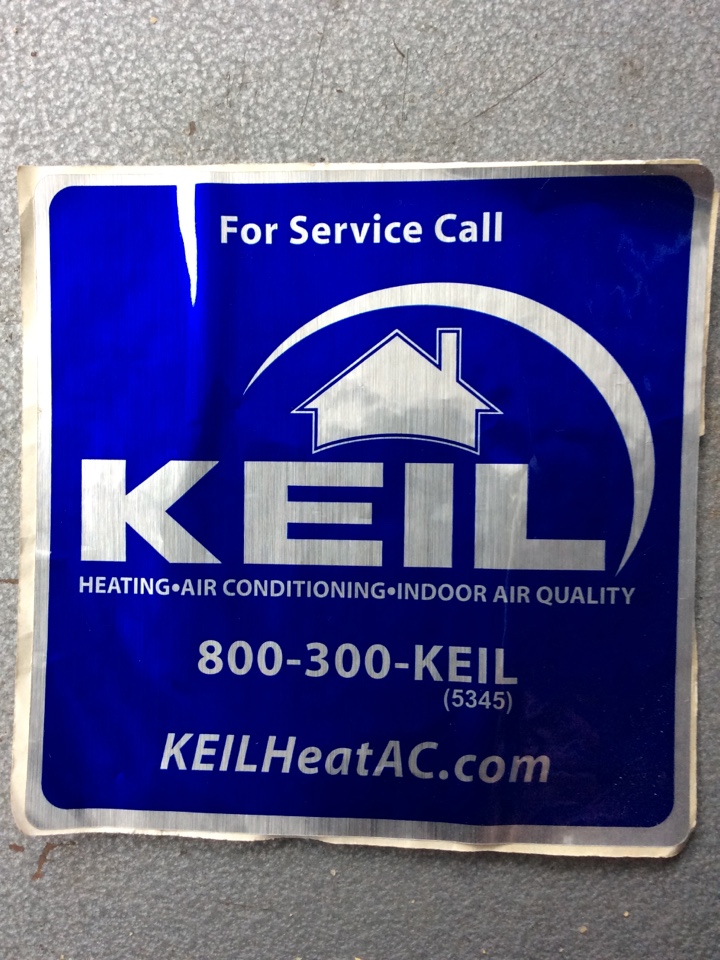 For Service Call
KEIL
HEATING•AIR CONDITIONING•INDOOR AIR QUALITY
800-300-KEIL
(5345)
KEILHeatAC.com